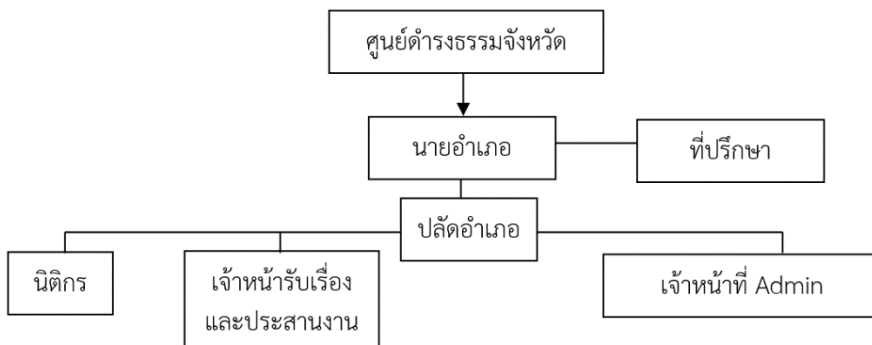 ศูนย์ดำรงธรรมจังหวัด
นายอำเภอ
ที่ปรึกษา
ปลัดอำเภอ
นิติกร
เจ้าหน้ารับเรื่อง
และประสานงาน
เจ้าหน้าที่ Admin